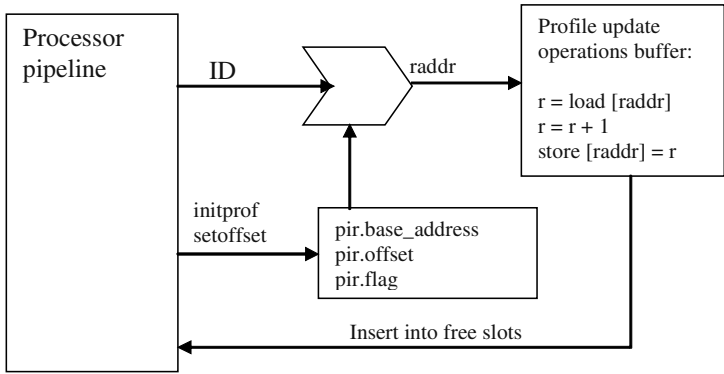 Processor
pipeline
ID
raddr
Profile update
operations buffer:
r = load [raddr]
r = r + 1
store [raddr] = r
initprof
setoffset
pir.base_address
pir.offset
pir.flag
Insert into free slots